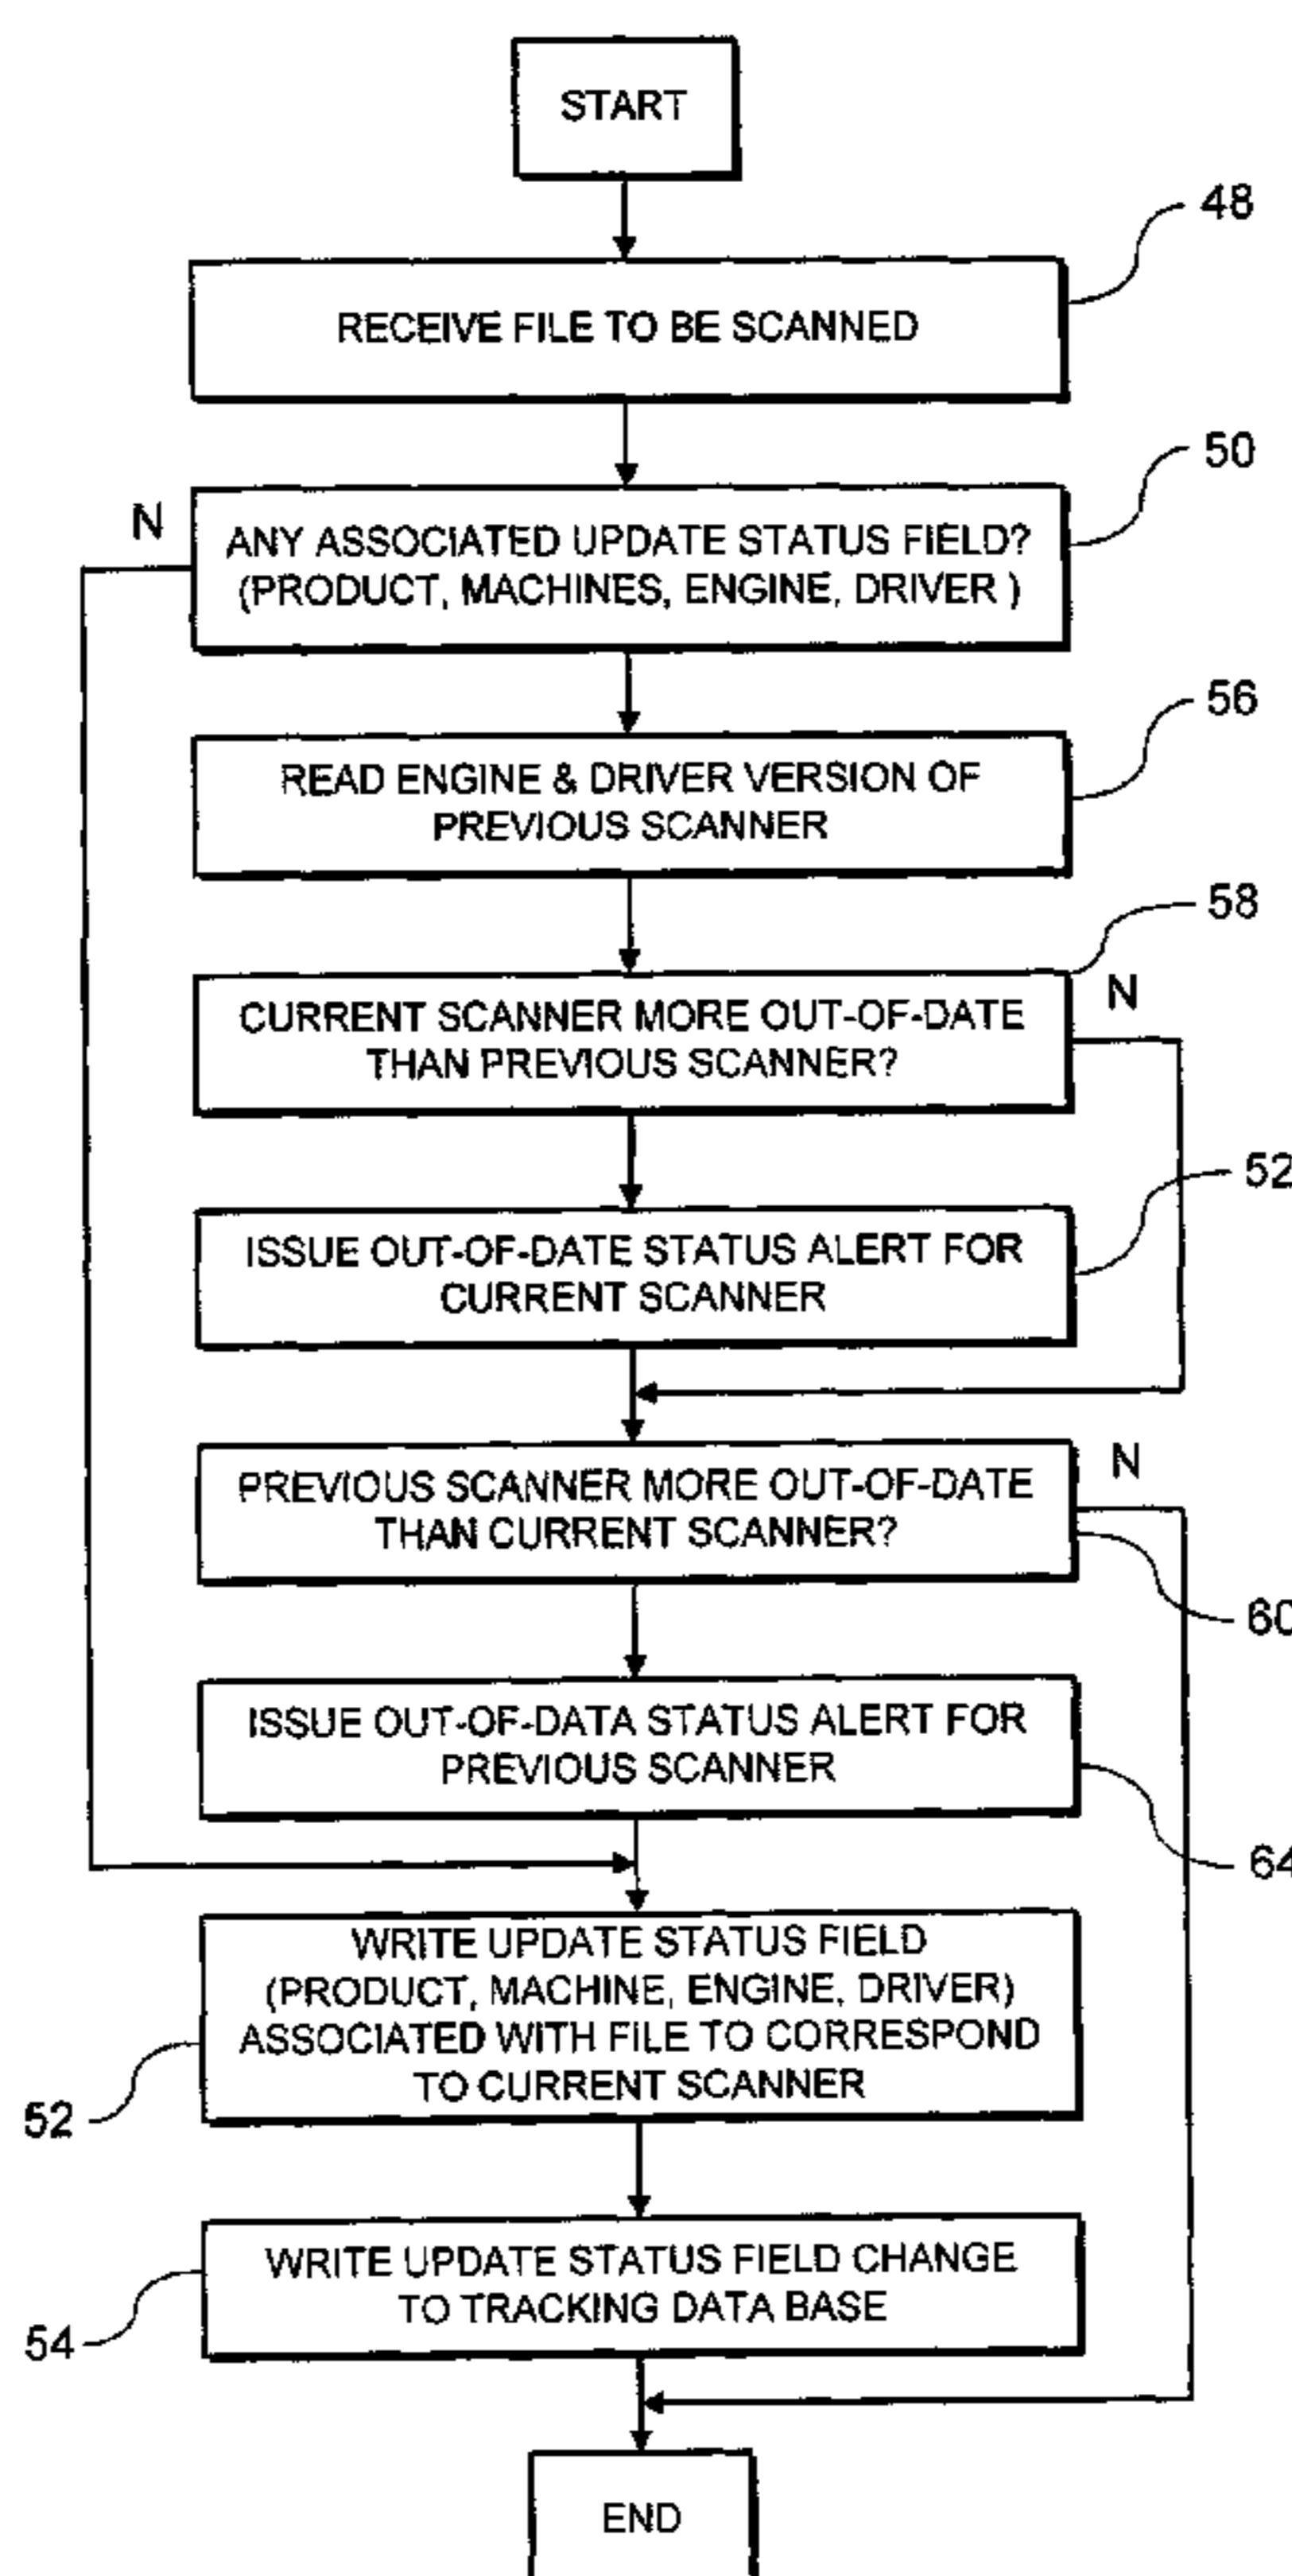 START
48
RECEIVE FILE TO BE SCANNED
50
N
ANY ASSOCIATED UPDATE STATUS FIELD?
(PRODUCT, MACHINES, ENGINE, DRIVER )
56
READ ENGINE & DRIVER VERSION OF
PREVIOUS SCANNER
58
N
CURRENT SCANNER MORE OUT-OF-DATE
THAN PREVIOUS SCANNER?
52
ISSUE OUT-OF-DATE STATUS ALERT FOR
CURRENT SCANNER
N
PREVIOUS SCANNER MORE OUT-OF-DATE
THAN CURRENT SCANNER?
60
ISSUE OUT-OF-DATA STATUS ALERT FOR
PREVIOUS SCANNER
64
WRITE UPDATE STATUS FIELD
(PRODUCT, MACHINE, ENGINE, DRIVER)
ASSOCIATED WITH FILE TO CORRESPOND
TO CURRENT SCANNER
52
WRITE UPDATE STATUS FIELD CHANGE
TO TRACKING DATA BASE
54
END